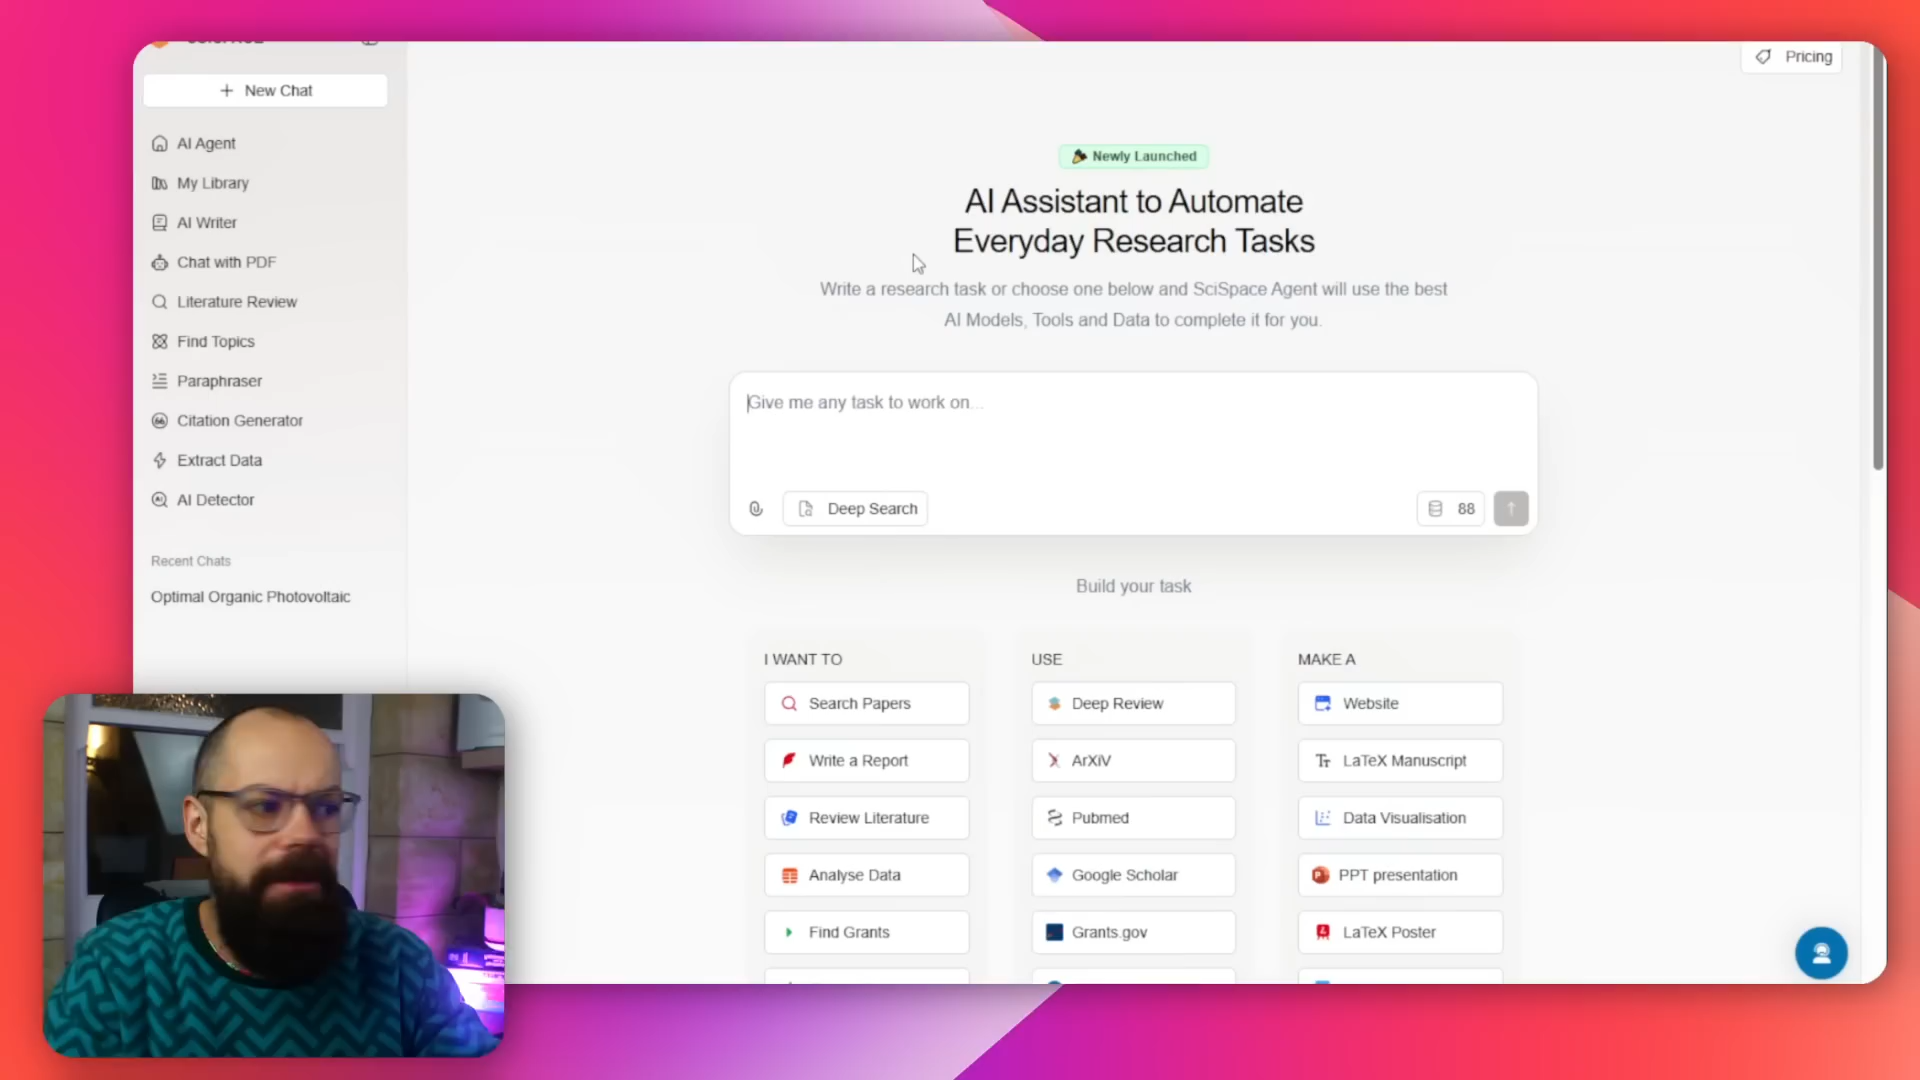 New Chat
AI Agent
My Library
AI Writer
Chat with PDF
Literature Review
Find Topics
Paraphraser
Citation Generator
Extract Data
AI Detector
Recent Chats
Optimal Organic Photovoltaic
Pricing
Newly Launched
AI Assistant to Automate
Everyday Research Tasks
Write a research task or choose one below and SciSpace Agent will use the best
AI Models, Tools and Data to complete it for you.
Give me any task to work on...
Deep Search
88
Build your task
I WANT TO
Search Papers
Write a Report
Review Literature
Analyse Data
Find Grants
USE
Deep Review
ArXiV
Pubmed
Google Scholar
Grants.gov
MAKE A
Website
LaTeX Manuscript
Data Visualisation
PPT presentation
LaTeX Poster